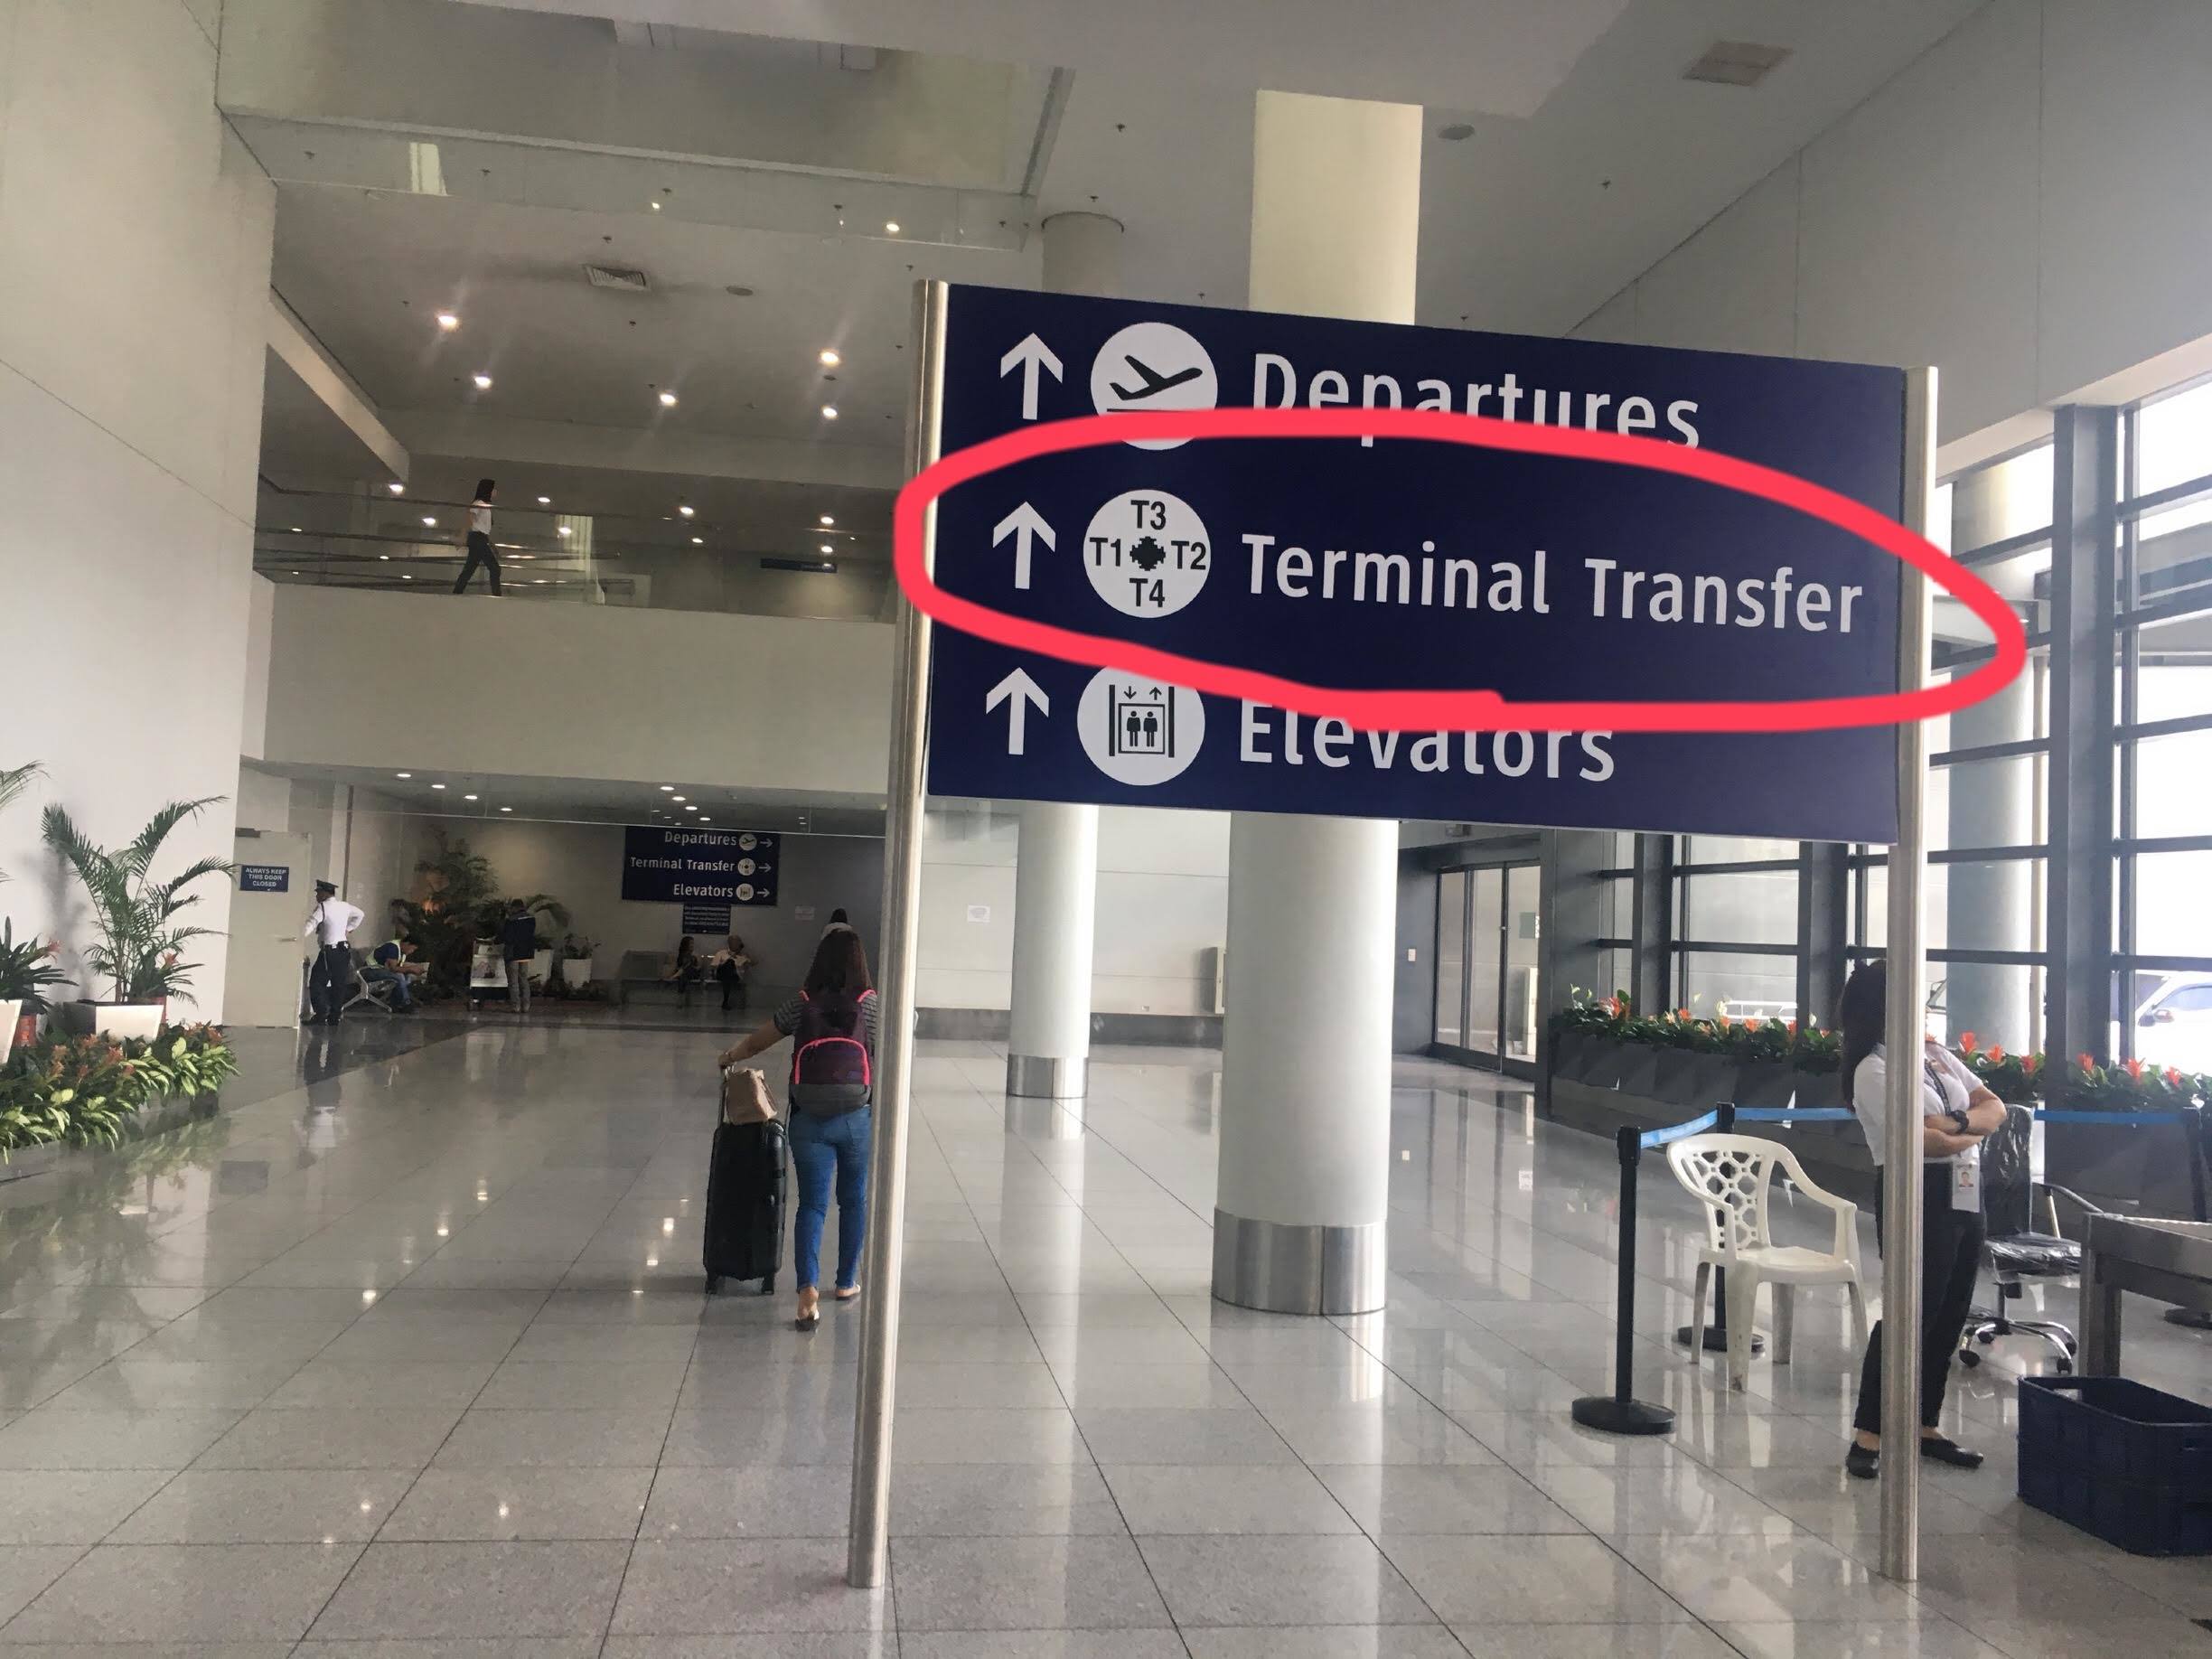 Departures
T3
T1 T2
T4
Terminal Transfer
Elevators
Departures
Terminal Transfer
Elevators
ALWAYS KEEP
THIS DOOR
CLOSED